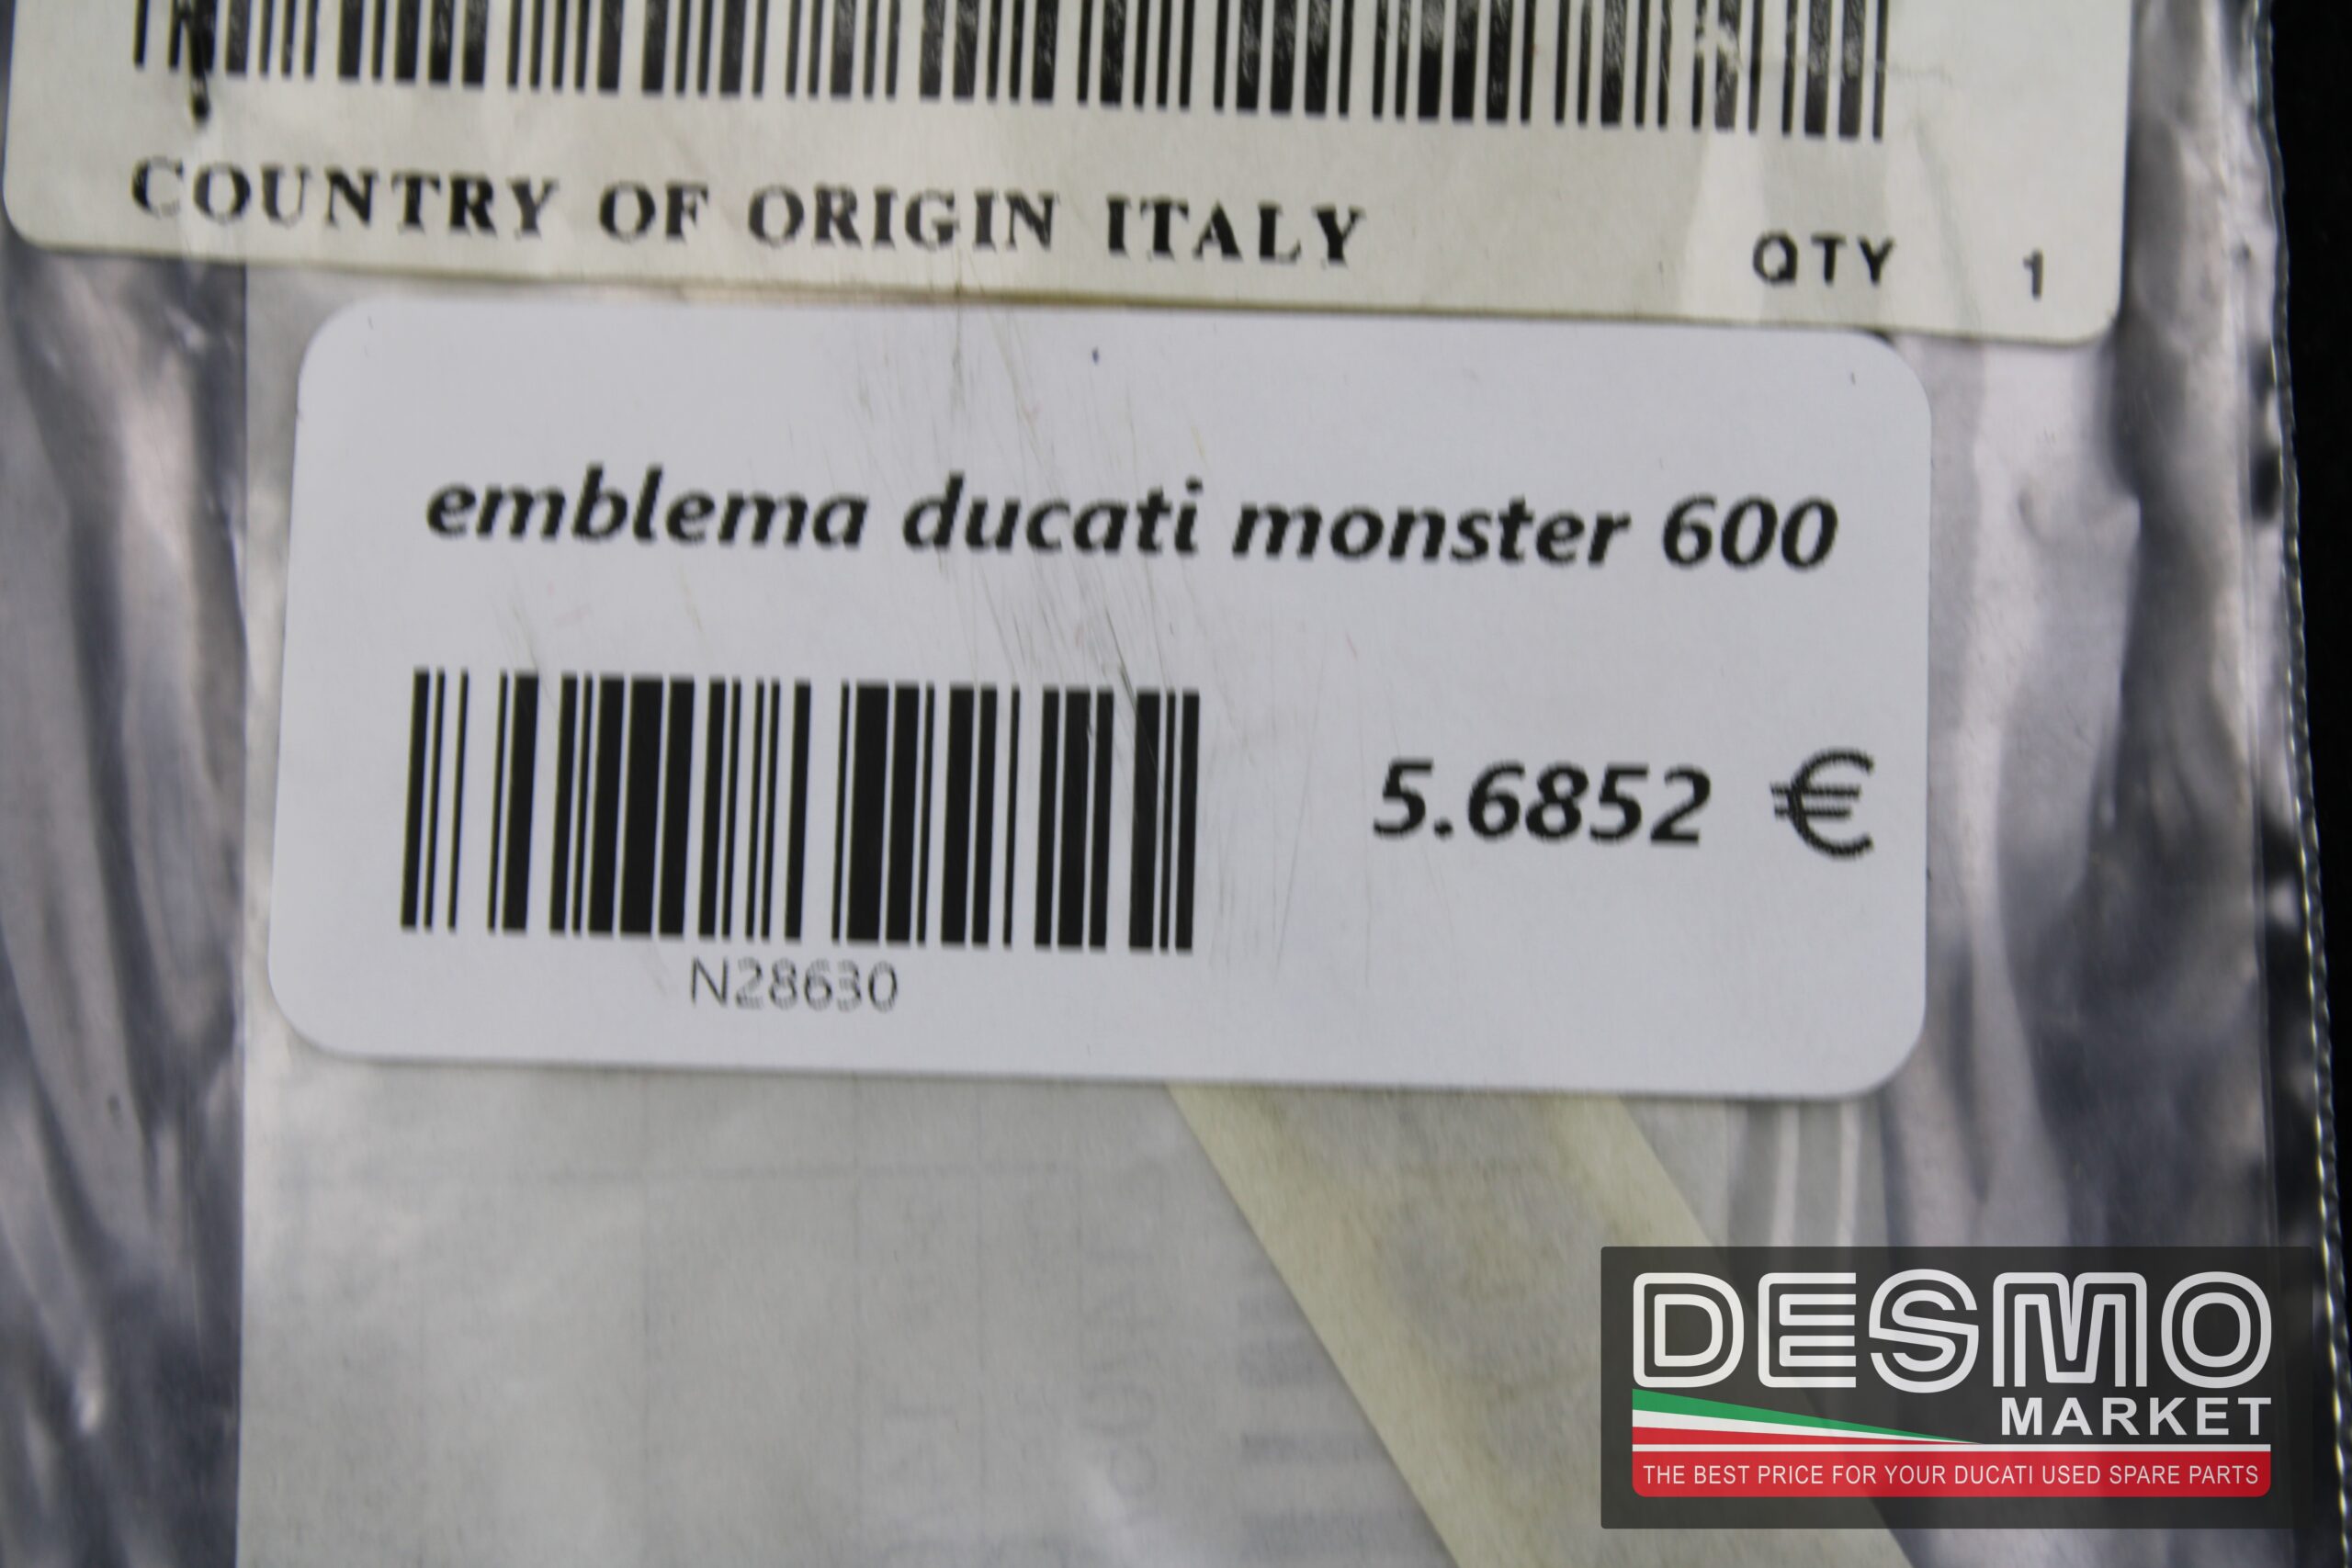 COUNTRY OF ORIGIN ITALY QTY 1
emblema ducati monster 600
5.6852 €
N28630
DESMO
MARKET
THE BEST PRICE FOR YOUR DUCATI USED SPARE PARTS